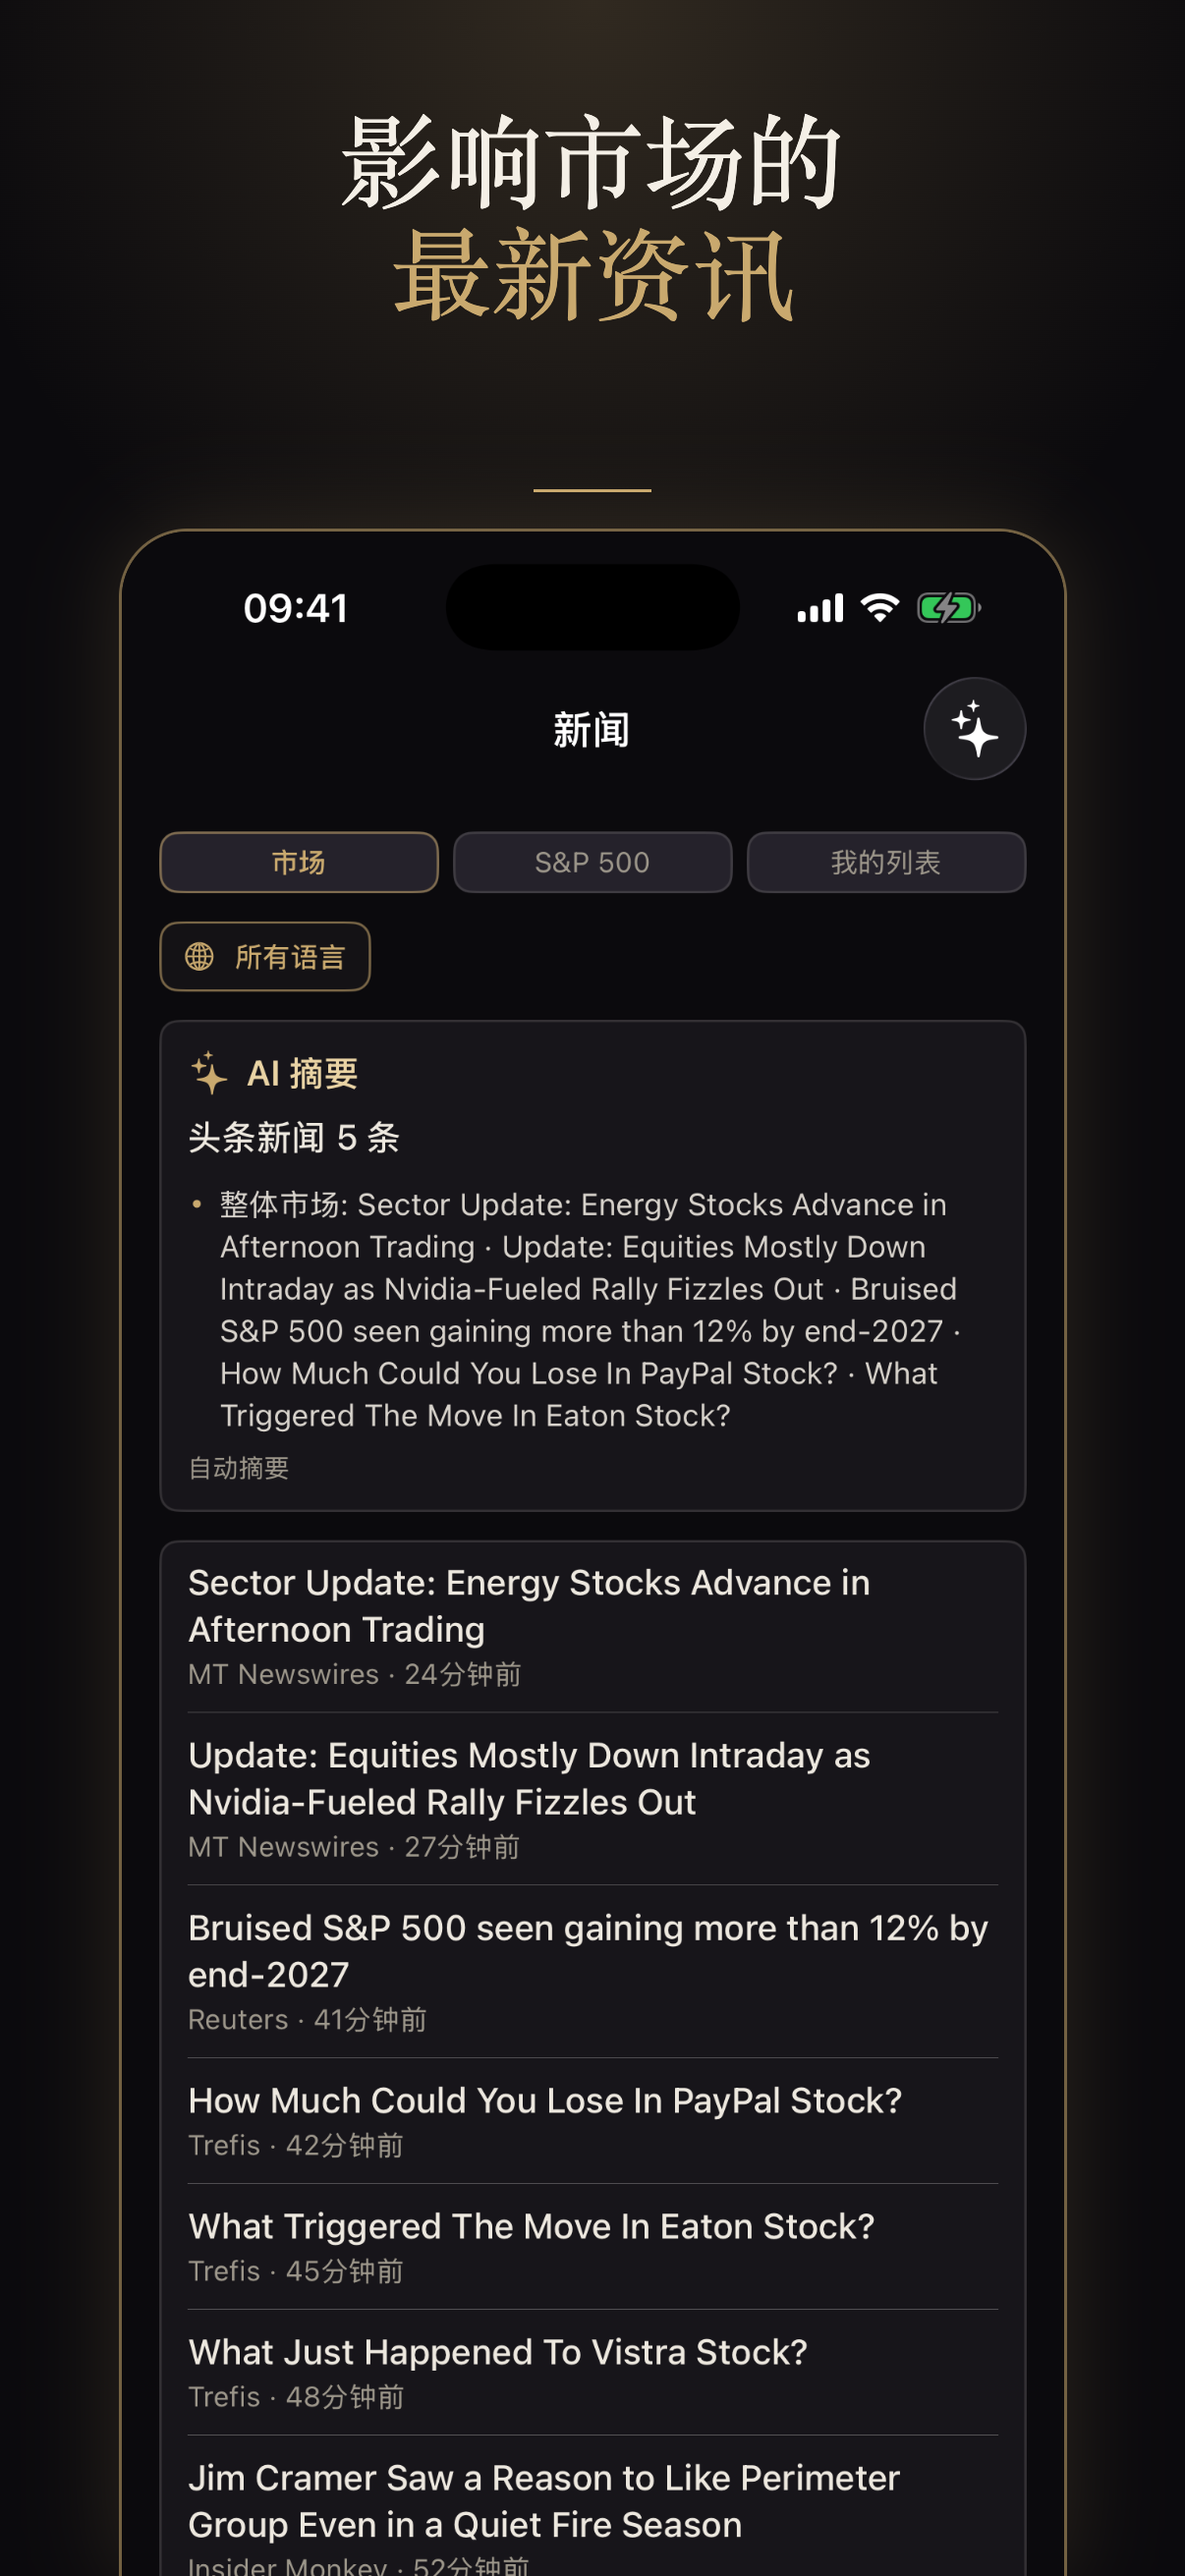 影响市场的
最新资讯
09:41
新闻
市场
S&P 500
我的列表
所有语言
AI 摘要
头条新闻 5 条
• 整体市场: Sector Update: Energy Stocks Advance in
Afternoon Trading · Update: Equities Mostly Down
Intraday as Nvidia-Fueled Rally Fizzles Out · Bruised
S&P 500 seen gaining more than 12% by end-2027 ·
How Much Could You Lose In PayPal Stock? · What
Triggered The Move In Eaton Stock?
自动摘要
Sector Update: Energy Stocks Advance in
Afternoon Trading
MT Newswires · 24分钟前
Update: Equities Mostly Down Intraday as
Nvidia-Fueled Rally Fizzles Out
MT Newswires · 27分钟前
Bruised S&P 500 seen gaining more than 12% by
end-2027
Reuters · 41分钟前
How Much Could You Lose In PayPal Stock?
Trefis · 42分钟前
What Triggered The Move In Eaton Stock?
Trefis · 45分钟前
What Just Happened To Vistra Stock?
Trefis · 48分钟前
Jim Cramer Saw a Reason to Like Perimeter
Group Even in a Quiet Fire Season
Insider Monkey · 52分钟前